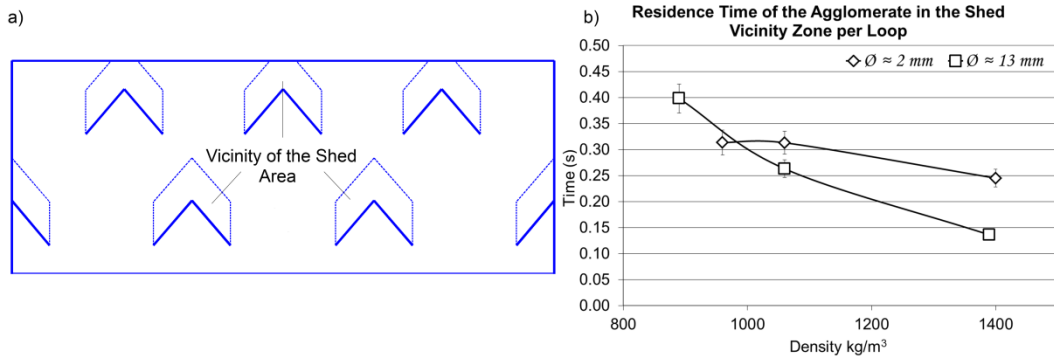 a)
Vicinity of the Shed
Area
b)
Residence Time of the Agglomerate in the Shed
Vicinity Zone per Loop
Ø ≈ 2 mm
Ø ≈ 13 mm
Time (s)
0.50
0.45
0.40
0.35
0.30
0.25
0.20
0.15
0.10
0.05
0.00
800
1000
1200
1400
Density kg/m³